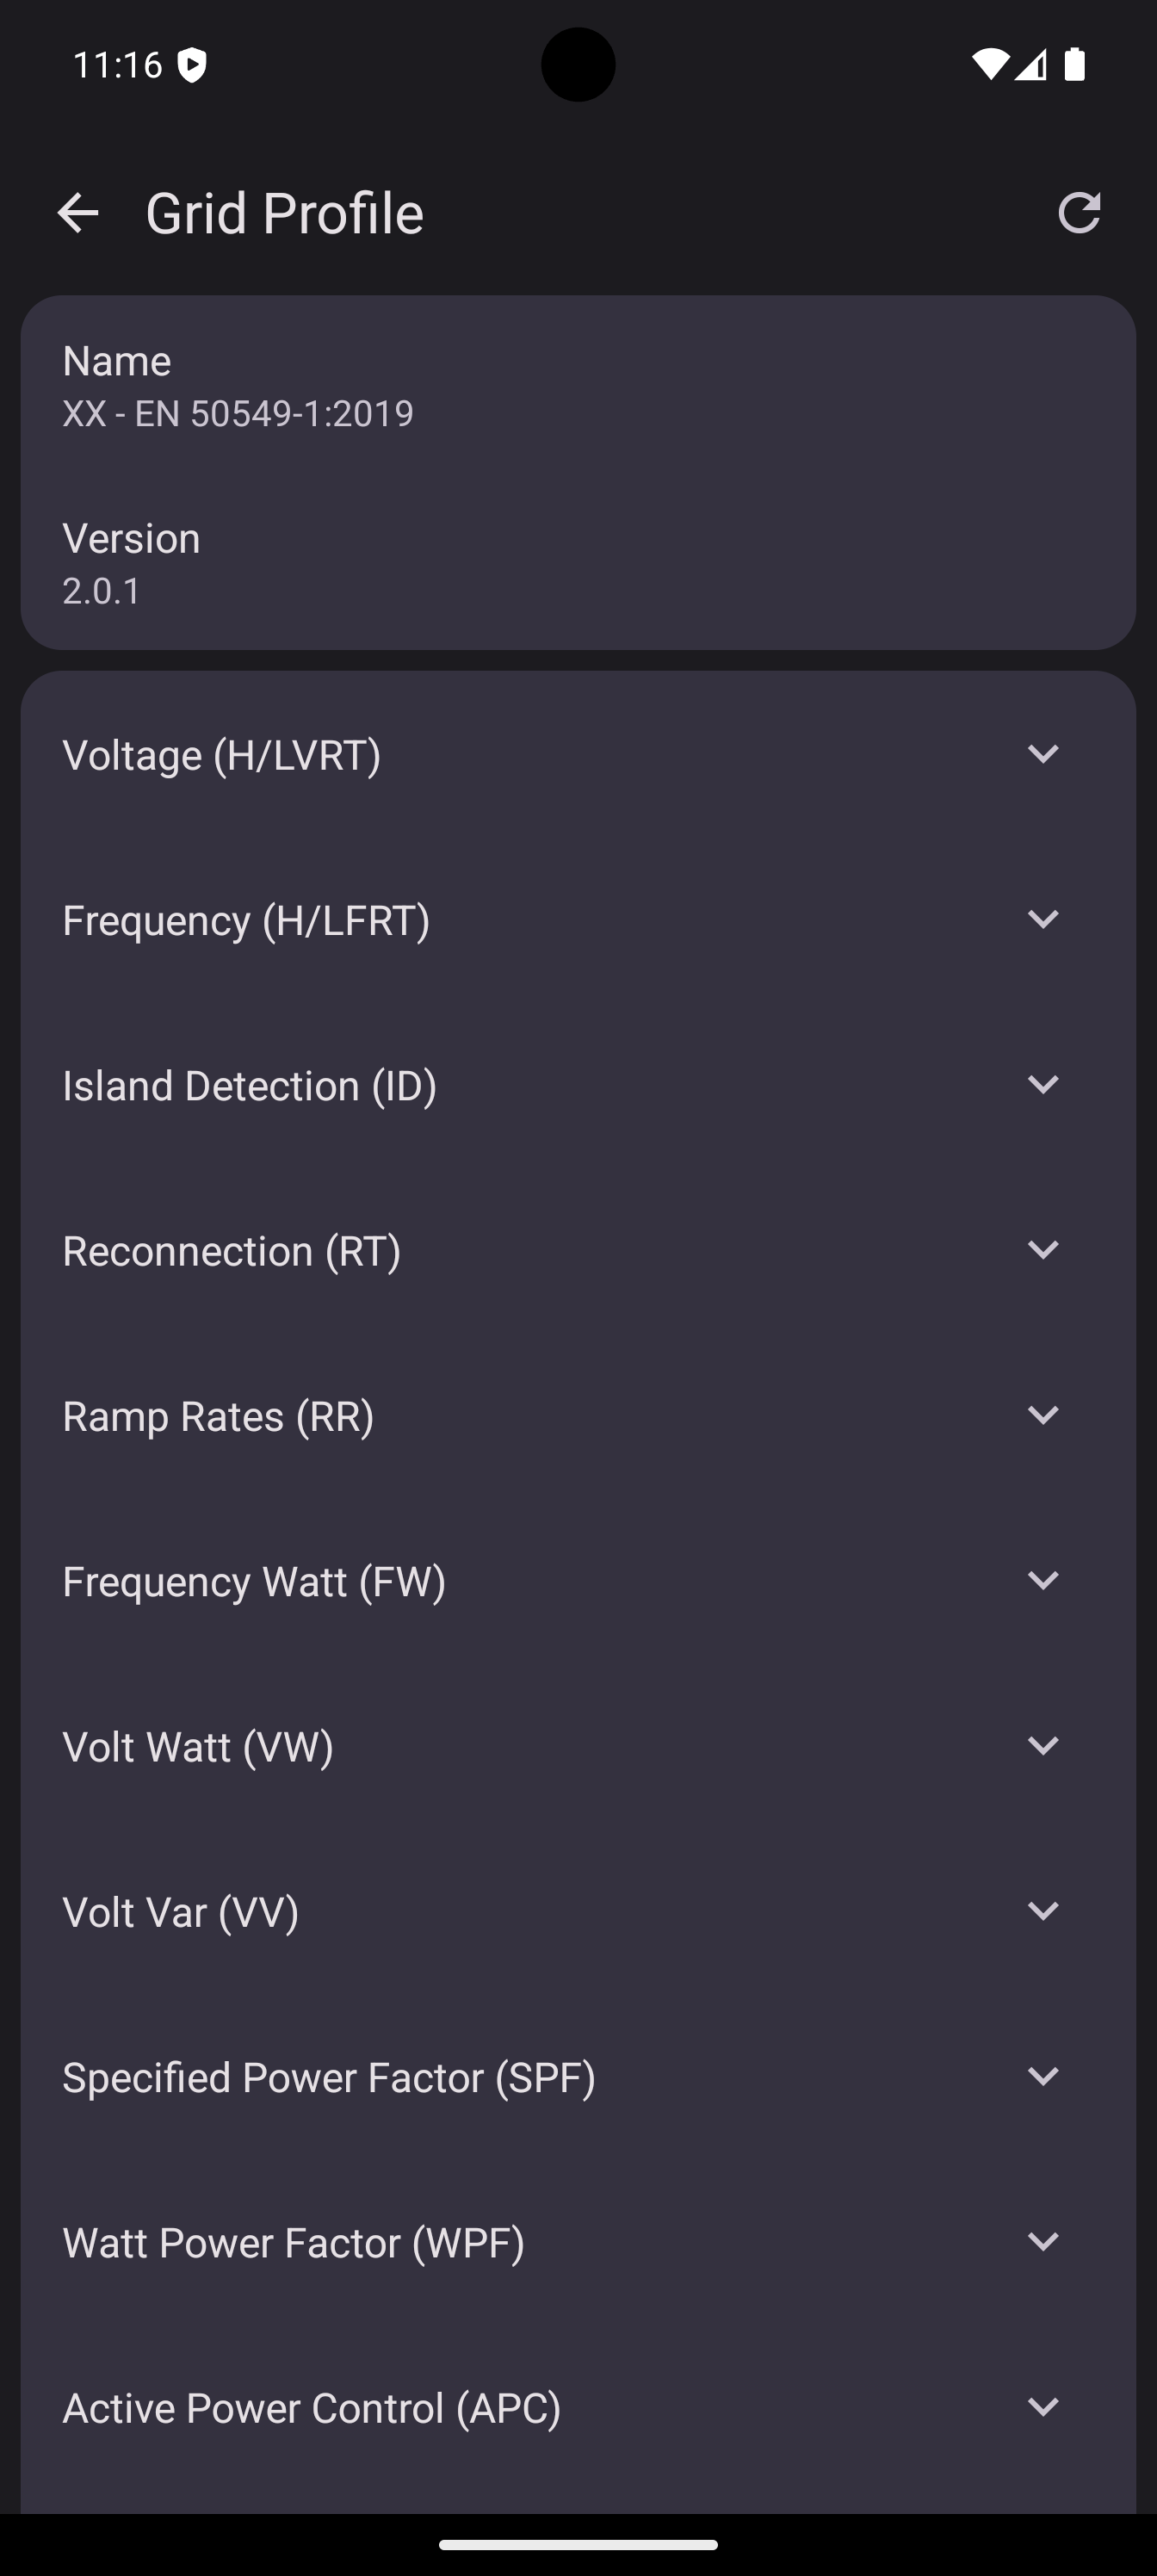 11:16
Grid Profile
Name
XX - EN 50549-1:2019
Version
2.0.1
Voltage (H/LVRT)
Frequency (H/LFRT)
Island Detection (ID)
Reconnection (RT)
Ramp Rates (RR)
Frequency Watt (FW)
Volt Watt (VW)
Volt Var (VV)
Specified Power Factor (SPF)
Watt Power Factor (WPF)
Active Power Control (APC)